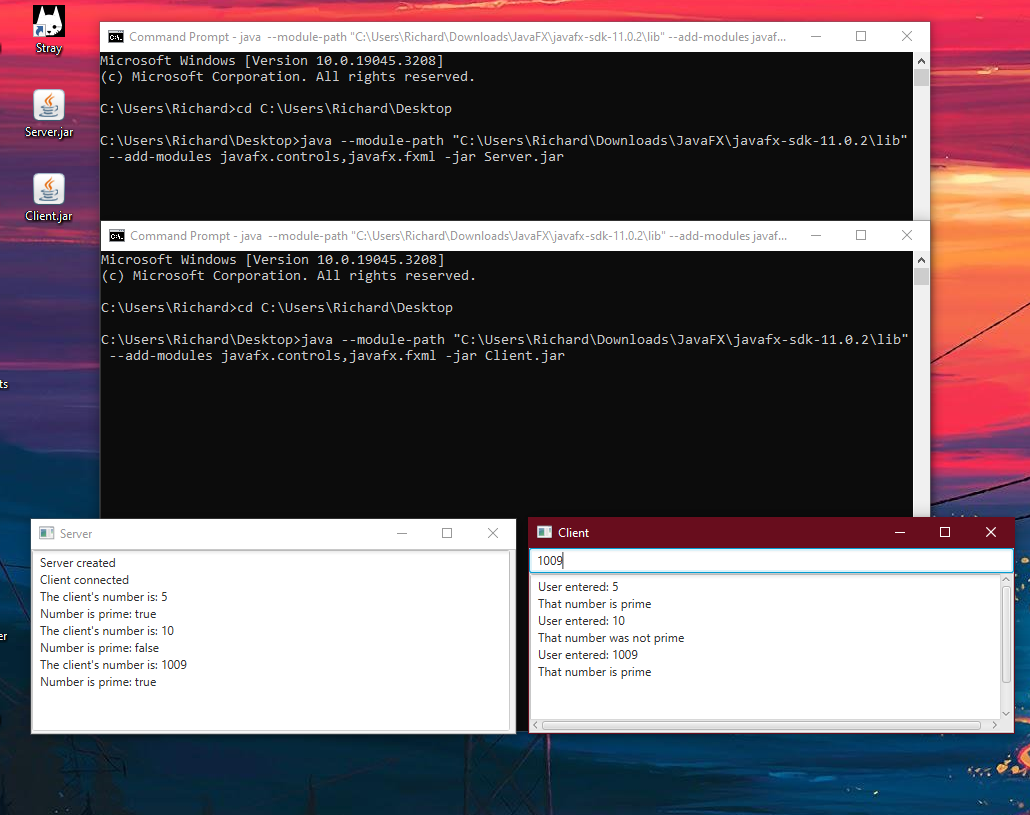 Stray
Server.jar
Client.jar
ts
er
Command Prompt - java  --module-path "C:\Users\Richard\Downloads\JavaFX\javafx-sdk-11.0.2\lib" --add-modules javaf...
Microsoft Windows [Version 10.0.19045.3208]
(c) Microsoft Corporation. All rights reserved.
C:\Users\Richard>cd C:\Users\Richard\Desktop
C:\Users\Richard\Desktop>java --module-path "C:\Users\Richard\Downloads\JavaFX\javafx-sdk-11.0.2\lib"
--add-modules javafx.controls,javafx.fxml -jar Server.jar
Command Prompt - java  --module-path "C:\Users\Richard\Downloads\JavaFX\javafx-sdk-11.0.2\lib" --add-modules javaf...
Microsoft Windows [Version 10.0.19045.3208]
(c) Microsoft Corporation. All rights reserved.
C:\Users\Richard>cd C:\Users\Richard\Desktop
C:\Users\Richard\Desktop>java --module-path "C:\Users\Richard\Downloads\JavaFX\javafx-sdk-11.0.2\lib"
--add-modules javafx.controls,javafx.fxml -jar Client.jar
Server
Server created
Client connected
The client's number is: 5
Number is prime: true
The client's number is: 10
Number is prime: false
The client's number is: 1009
Number is prime: true
Client
1009
User entered: 5
That number is prime
User entered: 10
That number was not prime
User entered: 1009
That number is prime